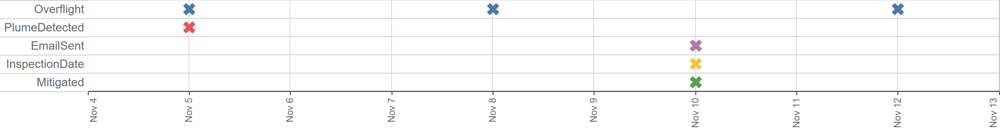 Overflight
PlumeDetected
EmailSent
InspectionDate
Mitigated
Nov 4
Nov 5
Nov 6
Nov 7
Nov 8
Nov 9
Nov 10
Nov 11
Nov 12
Nov 13